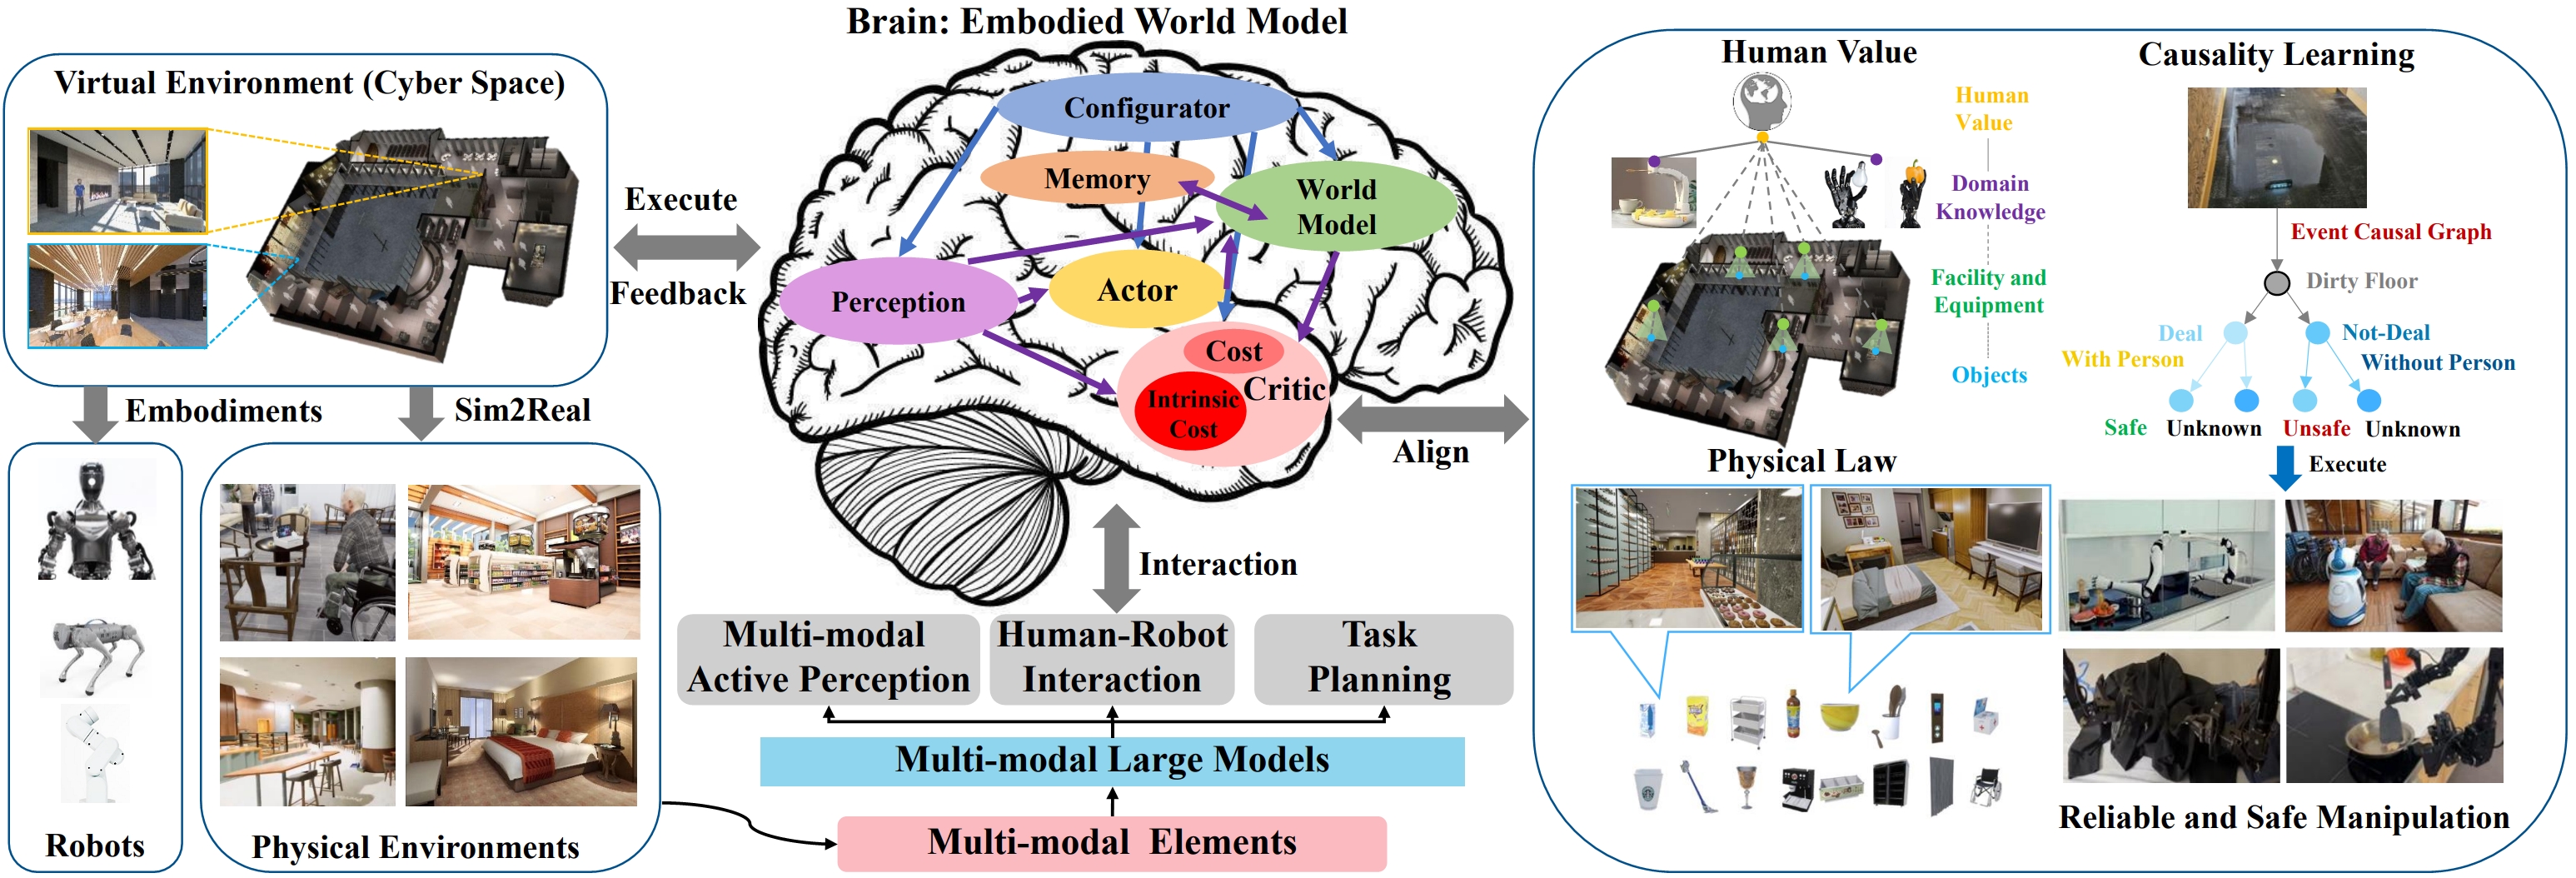 Brain: Embodied World Model
Virtual Environment (Cyber Space)
Execute
Feedback
Embodiments
Sim2Real
Robots
Physical Environments
Configurator
Memory
World
Model
Perception
Actor
Cost
Critic
Intrinsic
Cost
Align
Interaction
Multi-modal
Active Perception
Human-Robot
Interaction
Task
Planning
Multi-modal Large Models
Multi-modal Elements
Human Value
Human
Value
Domain
Knowledge
Facility and
Equipment
Objects
Physical Law
Causality Learning
Event Causal Graph
Dirty Floor
Deal
Not-Deal
With Person
Without Person
Safe
Unknown
Unsafe
Unknown
Execute
Reliable and Safe Manipulation